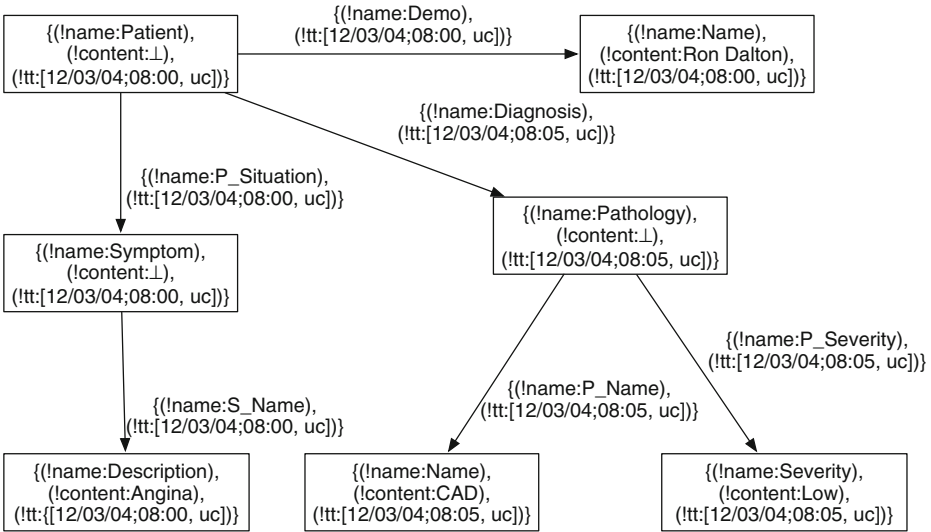 {(!name:Patient),
(!content:⊥),
(!tt:[12/03/04;08:00, uc])}
{(!name:Demo),
(!tt:[12/03/04;08:00, uc])}
{(!name:Name),
(!content:Ron Dalton),
(!tt:[12/03/04;08:00, uc])}
{(!name:Diagnosis),
(!tt:[12/03/04;08:05, uc])}
{(!name:P_Situation),
(!tt:[12/03/04;08:00, uc])}
{(!name:Pathology),
(!content:⊥),
(!tt:[12/03/04;08:05, uc])}
{(!name:Symptom),
(!content:⊥),
(!tt:[12/03/04;08:00, uc])}
{(!name:P_Severity),
(!tt:[12/03/04;08:05, uc])}
{(!name:P_Name),
(!tt:[12/03/04;08:05, uc])}
{(!name:S_Name),
(!tt:[12/03/04;08:00, uc])}
{(!name:Description),
(!content:Angina),
(!tt:{[12/03/04;08:00, uc])}
{(!name:Name),
(!content:CAD),
(!tt:[12/03/04;08:05, uc])}
{(!name:Severity),
(!content:Low),
(!tt:[12/03/04;08:05, uc])}